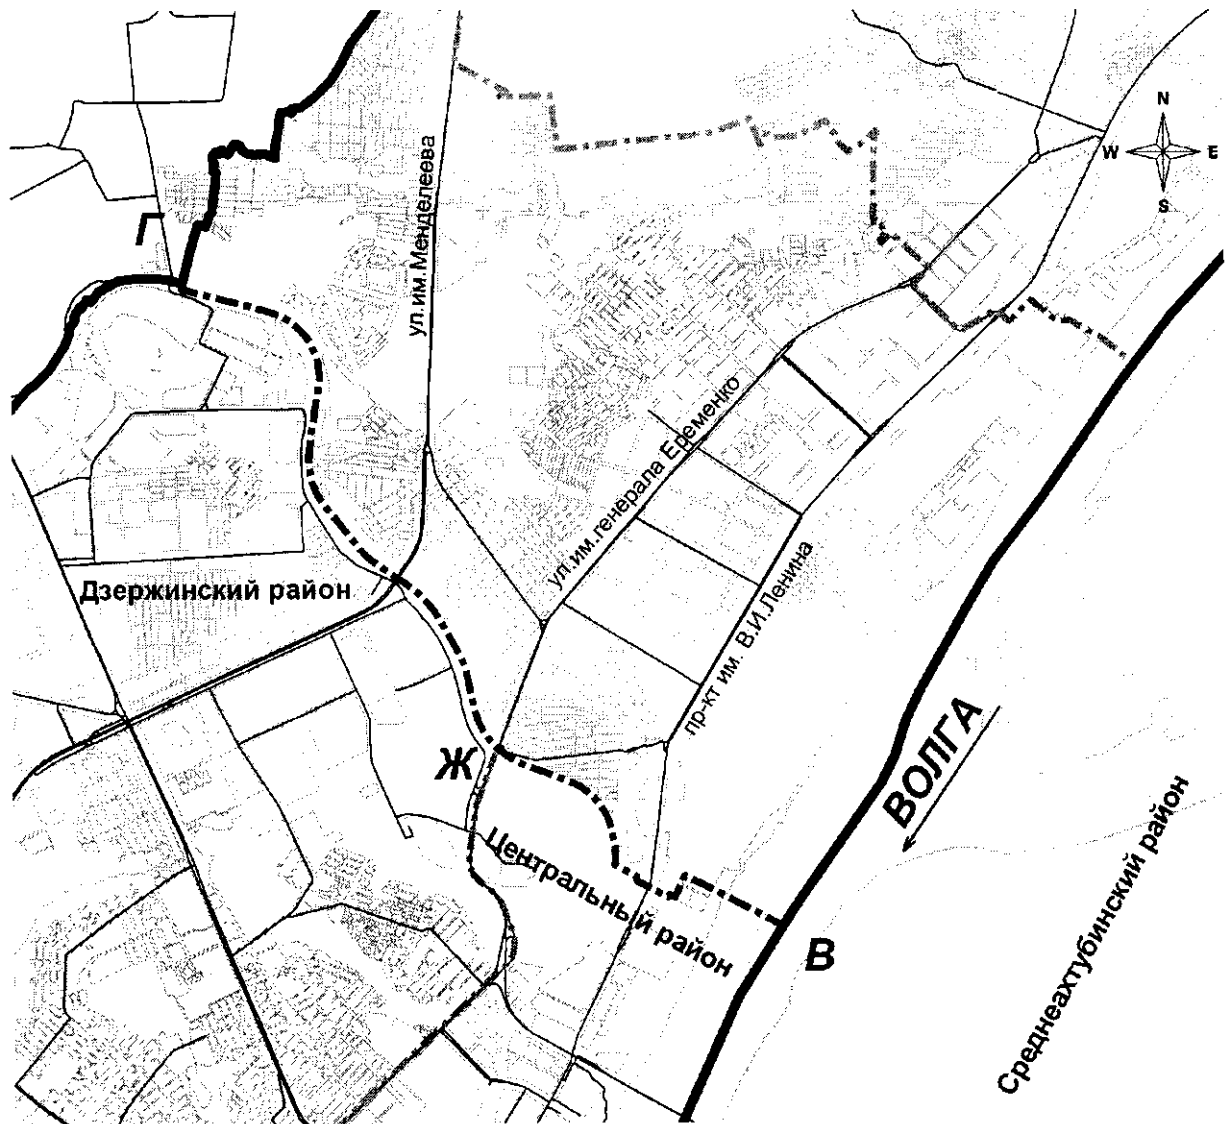 N
W
E
S
Г
ул.им.Менделеева
ул.им.генерала Еременко
Дзержинский район
пр-кт им. В.И.Ленина
Ж
ВОЛГА
Центральный район
В
Среднеахтубинский район